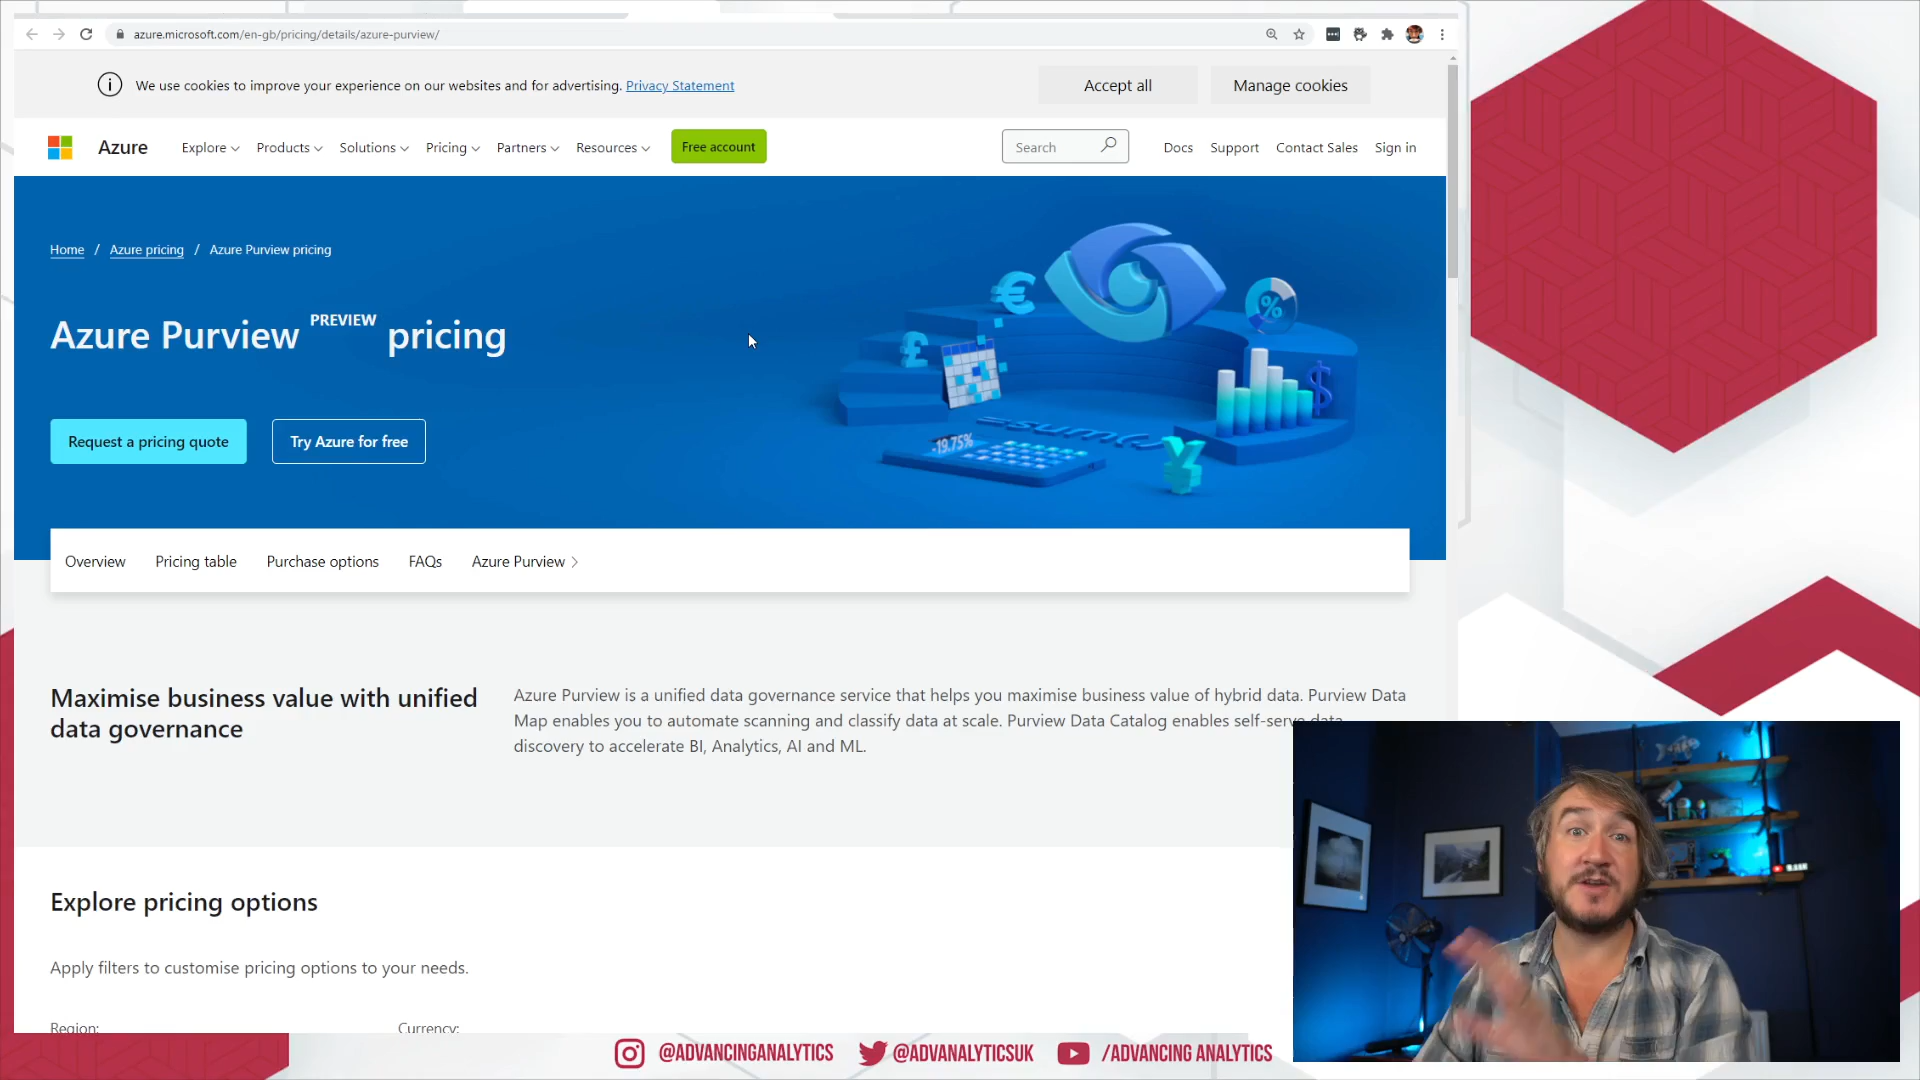 azure.microsoft.com/en-gb/pricing/details/azure-purview/
We use cookies to improve your experience on our websites and for advertising. Privacy Statement
Accept all
Manage cookies
Azure
Explore
Products
Solutions
Pricing
Partners
Resources
Free account
Search
Docs
Support
Contact Sales
Sign in
Home / Azure pricing / Azure Purview pricing
Azure Purview PREVIEW pricing
Request a pricing quote
Try Azure for free
€
£
%
$
=sum
-19.75%
¥
Overview
Pricing table
Purchase options
FAQs
Azure Purview
Maximise business value with unified
data governance
Azure Purview is a unified data governance service that helps you maximise business value of hybrid data. Purview Data
Map enables you to automate scanning and classify data at scale. Purview Data Catalog enables self-serve data
discovery to accelerate BI, Analytics, AI and ML.
Explore pricing options
Apply filters to customise pricing options to your needs.
Region:
Currency:
@ADVANCINGANALYTICS
@ADVANALYTICSUK
/ADVANCING ANALYTICS